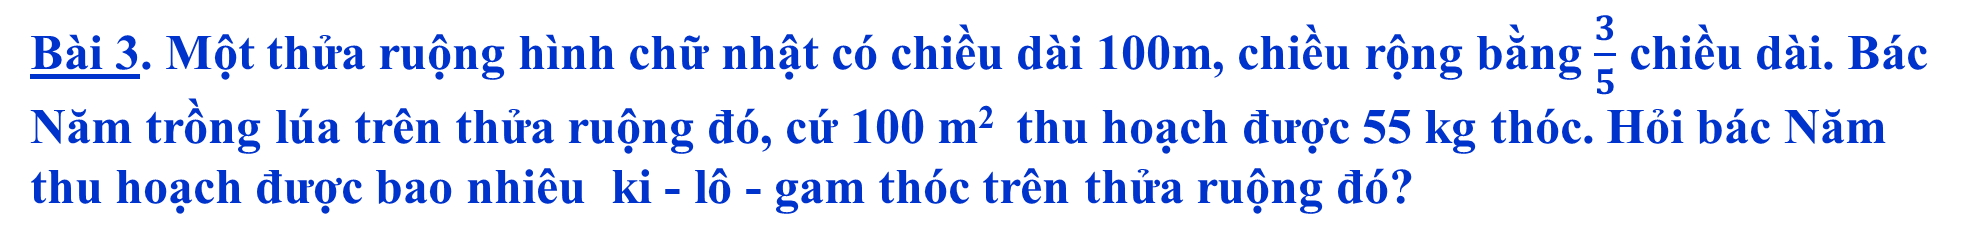 Bài 3. Một thửa ruộng hình chữ nhật có chiều dài 100m, chiều rộng bằng 3/5 chiều dài. Bác
Năm trồng lúa trên thửa ruộng đó, cứ 100 m² thu hoạch được 55 kg thóc. Hỏi bác Năm
thu hoạch được bao nhiêu ki - lô - gam thóc trên thửa ruộng đó?